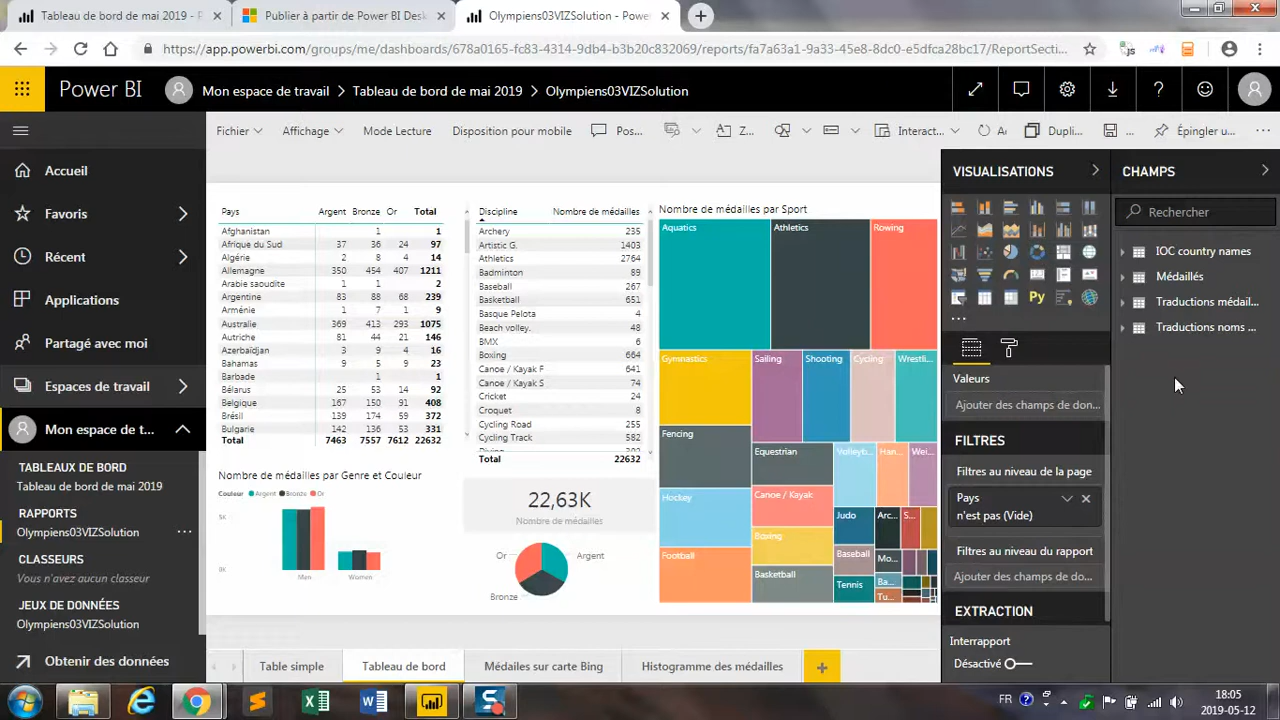 Tableau de bord de mai 2019 - Powe
Publier à partir de Power BI Desk
Olympiens03VIZSolution - Power
https://app.powerbi.com/groups/me/dashboards/678a0165-fc83-4314-9db4-b3b20c832069/reports/fa7a63a1-9a33-45e8-8dc0-e5dfca28bc17/ReportSecti...
Power BI
Mon espace de travail > Tableau de bord de mai 2019 > Olympiens03VIZSolution
Fichier Affichage Mode Lecture Disposition pour mobile Pos... Z... Interact... Dupli... Épingler u... ...
Accueil
Favoris
Récent
Applications
Partagé avec moi
Espaces de travail
Mon espace de t...
TABLEAUX DE BORD
Tableau de bord de mai 2019
RAPPORTS
Olympiens03VIZSolution ...
CLASSEURS
Vous n'avez aucun classeur
JEUX DE DONNÉES
Olympiens03VIZSolution
Obtenir des données
Pays Argent Bronze Or Total
Afghanistan 1 1
Afrique du Sud 37 36 24 97
Algérie 2 8 4 14
Allemagne 350 454 407 1211
Arabie saoudite 1 1 2
Argentine 83 88 68 239
Arménie 1 8 1 10
Australie 369 413 293 1075
Autriche 81 44 21 146
Azerbaïdjan 3 9 4 16
Bahamas 9 5 9 23
Barbade 1 1
Bélarus 25 53 14 92
Belgique 167 150 91 408
Brésil 139 174 59 372
Bulgarie 142 136 53 331
Total 7463 7557 7612 22632
Discipline Nombre de médailles
Archery 235
Artistic G. 1403
Athletics 2764
Badminton 89
Baseball 267
Basketball 651
Basque Pelota 4
Beach volley. 48
BMX 6
Boxing 664
Canoe / Kayak F 641
Canoe / Kayak S 74
Cricket 24
Croquet 8
Cycling Road 255
Cycling Track 582
Total 22632
Nombre de médailles par Genre et Couleur
Couleur Argent Bronze Or
5K
0K
Men Women
22,63K
Nombre de médailles
Or
Argent
Bronze
Nombre de médailles par Sport
Aquatics
Athletics
Rowing
Gymnastics
Sailing
Shooting
Cycling
Wrestli...
Fencing
Equestrian
Volleyb...
Han...
Wei...
Hockey
Canoe / Kayak
Judo
Arc...
S...
Boxing
Football
Basketball
Baseball
Mo...
Tennis
Ba...
Tu...
VISUALISATIONS
Py
...
Valeurs
Ajouter des champs de don...
FILTRES
Filtres au niveau de la page
Pays
n'est pas (Vide)
Filtres au niveau du rapport
Ajouter des champs de do...
EXTRACTION
Interrapport
Désactivé
CHAMPS
Rechercher
IOC country names
Médaillés
Traductions médail...
Traductions noms ...
Table simple
Tableau de bord
Médailes sur carte Bing
Histogramme des médailles
FR
18:05
2019-05-12